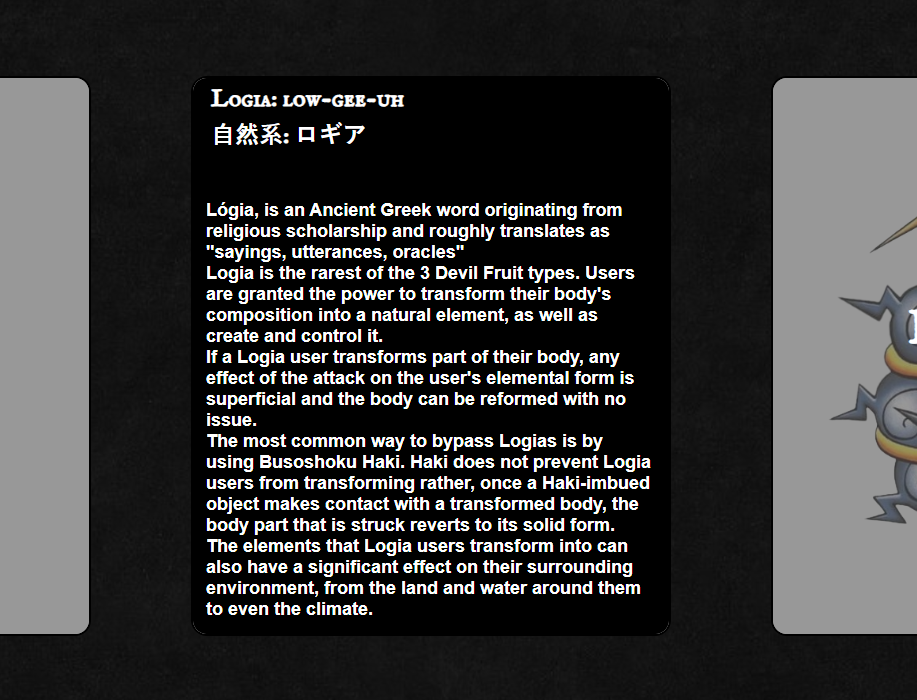 Logia: low-gee-uh
自然系: ロギア
Lógia, is an Ancient Greek word originating from
religious scholarship and roughly translates as
"sayings, utterances, oracles"
Logia is the rarest of the 3 Devil Fruit types. Users
are granted the power to transform their body's
composition into a natural element, as well as
create and control it.
If a Logia user transforms part of their body, any
effect of the attack on the user's elemental form is
superficial and the body can be reformed with no
issue.
The most common way to bypass Logias is by
using Busoshoku Haki. Haki does not prevent Logia
users from transforming rather, once a Haki-imbued
object makes contact with a transformed body, the
body part that is struck reverts to its solid form.
The elements that Logia users transform into can
also have a significant effect on their surrounding
environment, from the land and water around them
to even the climate.